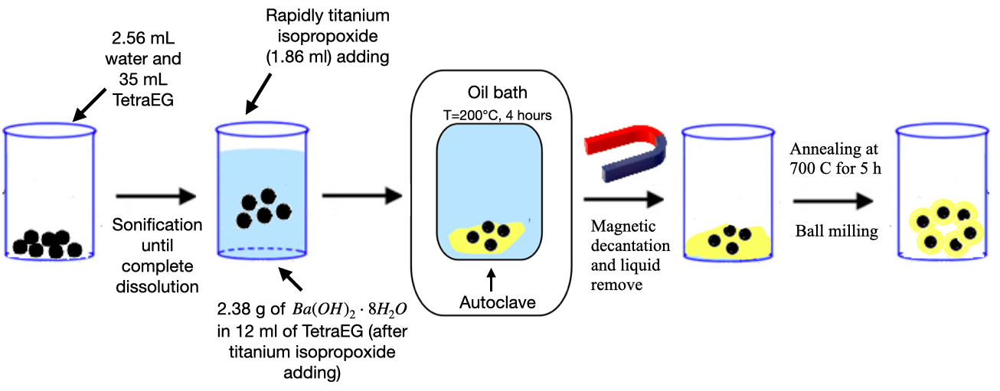 2.56 mL
water and
35 mL
TetraEG
Sonification
until
complete
dissolution
Rapidly titanium
isopropoxide
(1.86 ml) adding
2.38 g of Ba(OH)₂ · 8H₂O
in 12 ml of TetraEG (after
titanium isopropoxide
adding)
Oil bath
T=200°C, 4 hours
Autoclave
Magnetic
decantation
and liquid
remove
Annealing at
700 C for 5 h
Ball milling